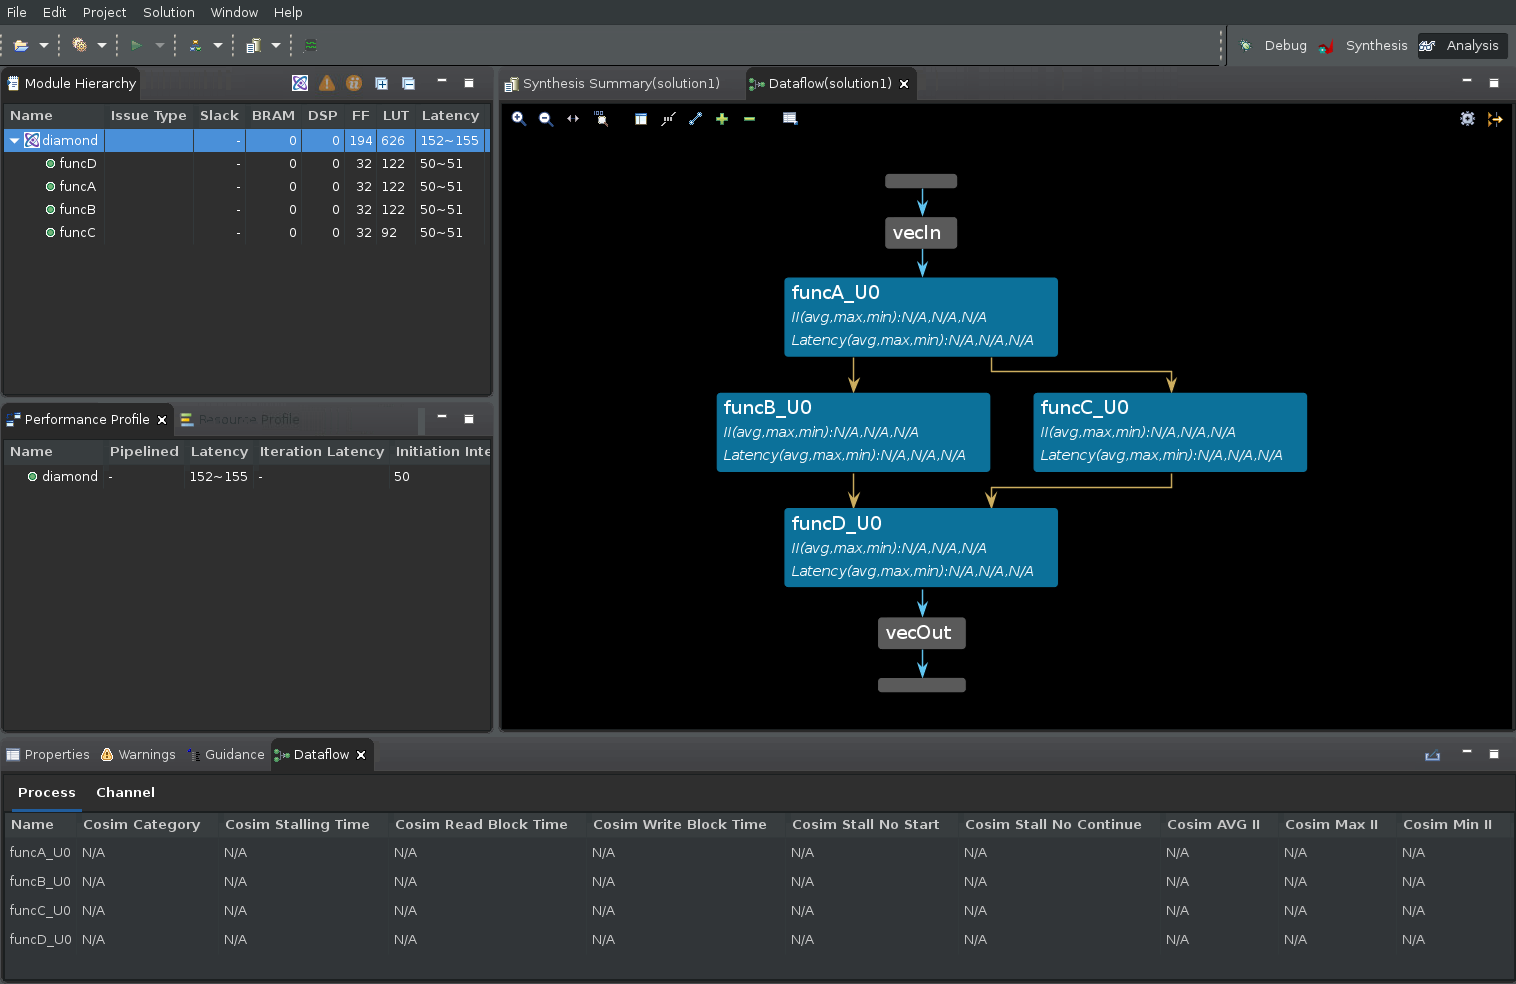 File Edit Project Solution Window Help
Debug Synthesis Analysis
Module Hierarchy
Name Issue Type Slack BRAM DSP FF LUT Latency
diamond - 0 0 194 626 152~155
funcD - 0 0 32 122 50~51
funcA - 0 0 32 122 50~51
funcB - 0 0 32 122 50~51
funcC - 0 0 32 92 50~51
Performance Profile Resource Profile
Name Pipelined Latency Iteration Latency Initiation Inte
diamond - 152~155 - 50
Synthesis Summary(solution1) Dataflow(solution1)
vecIn
funcA_U0
II(avg,max,min):N/A,N/A,N/A
Latency(avg,max,min):N/A,N/A,N/A
funcB_U0
II(avg,max,min):N/A,N/A,N/A
Latency(avg,max,min):N/A,N/A,N/A
funcC_U0
II(avg,max,min):N/A,N/A,N/A
Latency(avg,max,min):N/A,N/A,N/A
funcD_U0
II(avg,max,min):N/A,N/A,N/A
Latency(avg,max,min):N/A,N/A,N/A
vecOut
Properties Warnings Guidance Dataflow
Process Channel
Name Cosim Category Cosim Stalling Time Cosim Read Block Time Cosim Write Block Time Cosim Stall No Start Cosim Stall No Continue Cosim AVG II Cosim Max II Cosim Min II
funcA_U0 N/A N/A N/A N/A N/A N/A N/A N/A N/A
funcB_U0 N/A N/A N/A N/A N/A N/A N/A N/A N/A
funcC_U0 N/A N/A N/A N/A N/A N/A N/A N/A N/A
funcD_U0 N/A N/A N/A N/A N/A N/A N/A N/A N/A